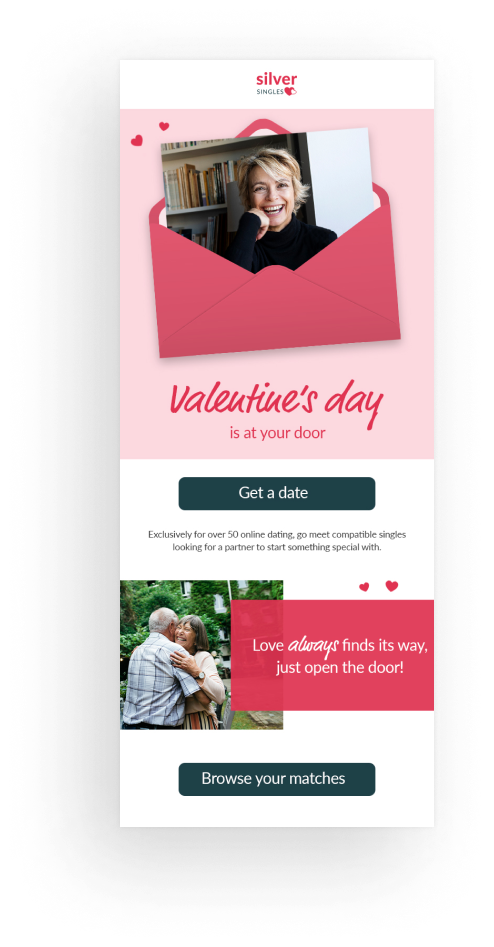 silver
SINGLES
Valentine's day
is at your door
Get a date
Exclusively for over 50 online dating, go meet compatible singles
looking for a partner to start something special with.
Love always finds its way,
just open the door!
Browse your matches